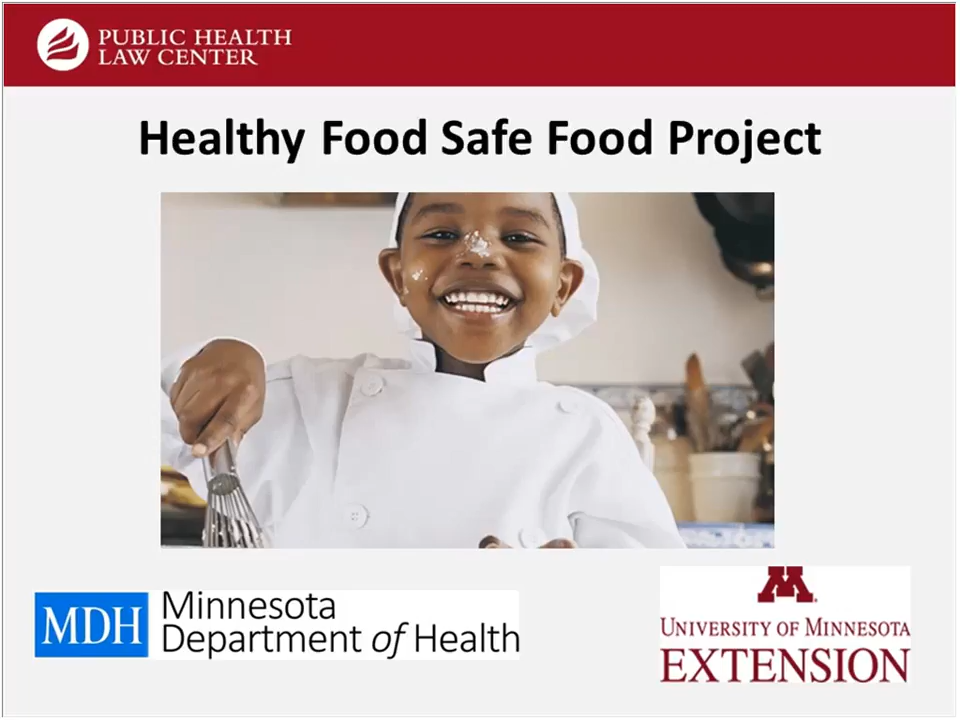 PUBLIC HEALTH
LAW CENTER
Healthy Food Safe Food Project
MDH
Minnesota
Department of Health
M
UNIVERSITY OF MINNESOTA
EXTENSION